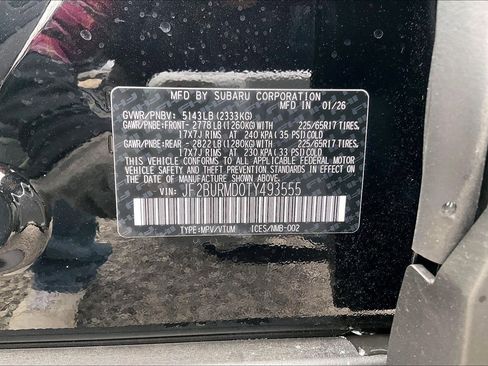 MFD BY SUBARU CORPORATION
MFD IN 01/26
GVWR/PNBV: 5143LB (2333KG)
GAWR/PNBE:FRONT- 2778LB (1260KG)WITH 225/65R17 TIRES,
17X7J RIMS, AT 240 KPA (35 PSI) COLD
GAWR/PNBE:REAR - 2822LB (1280KG)WITH 225/65R17 TIRES,
17X7J RIMS, AT 230 KPA (33 PSI) COLD
THIS VEHICLE CONFORMS TO ALL APPLICABLE FEDERAL MOTOR
VEHICLE SAFETY, BUMPER, AND THEFT PREVENTION STANDARDS
IN EFFECT ON THE DATE OF MANUFACTURE SHOWN ABOVE.
VIN: JF2BURMD0TY493555
TYPE:MPV/VTUM ICES/NMB-002